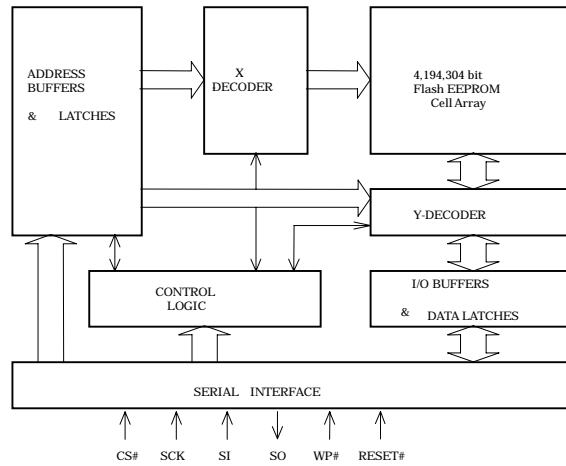 ADDRESS
BUFFERS
& LATCHES
X
DECODER
4,194,304 bit
Flash EEPROM
Cell Array
Y-DECODER
CONTROL
LOGIC
I/O BUFFERS
& DATA LATCHES
SERIAL INTERFACE
CS# SCK SI SO WP# RESET#